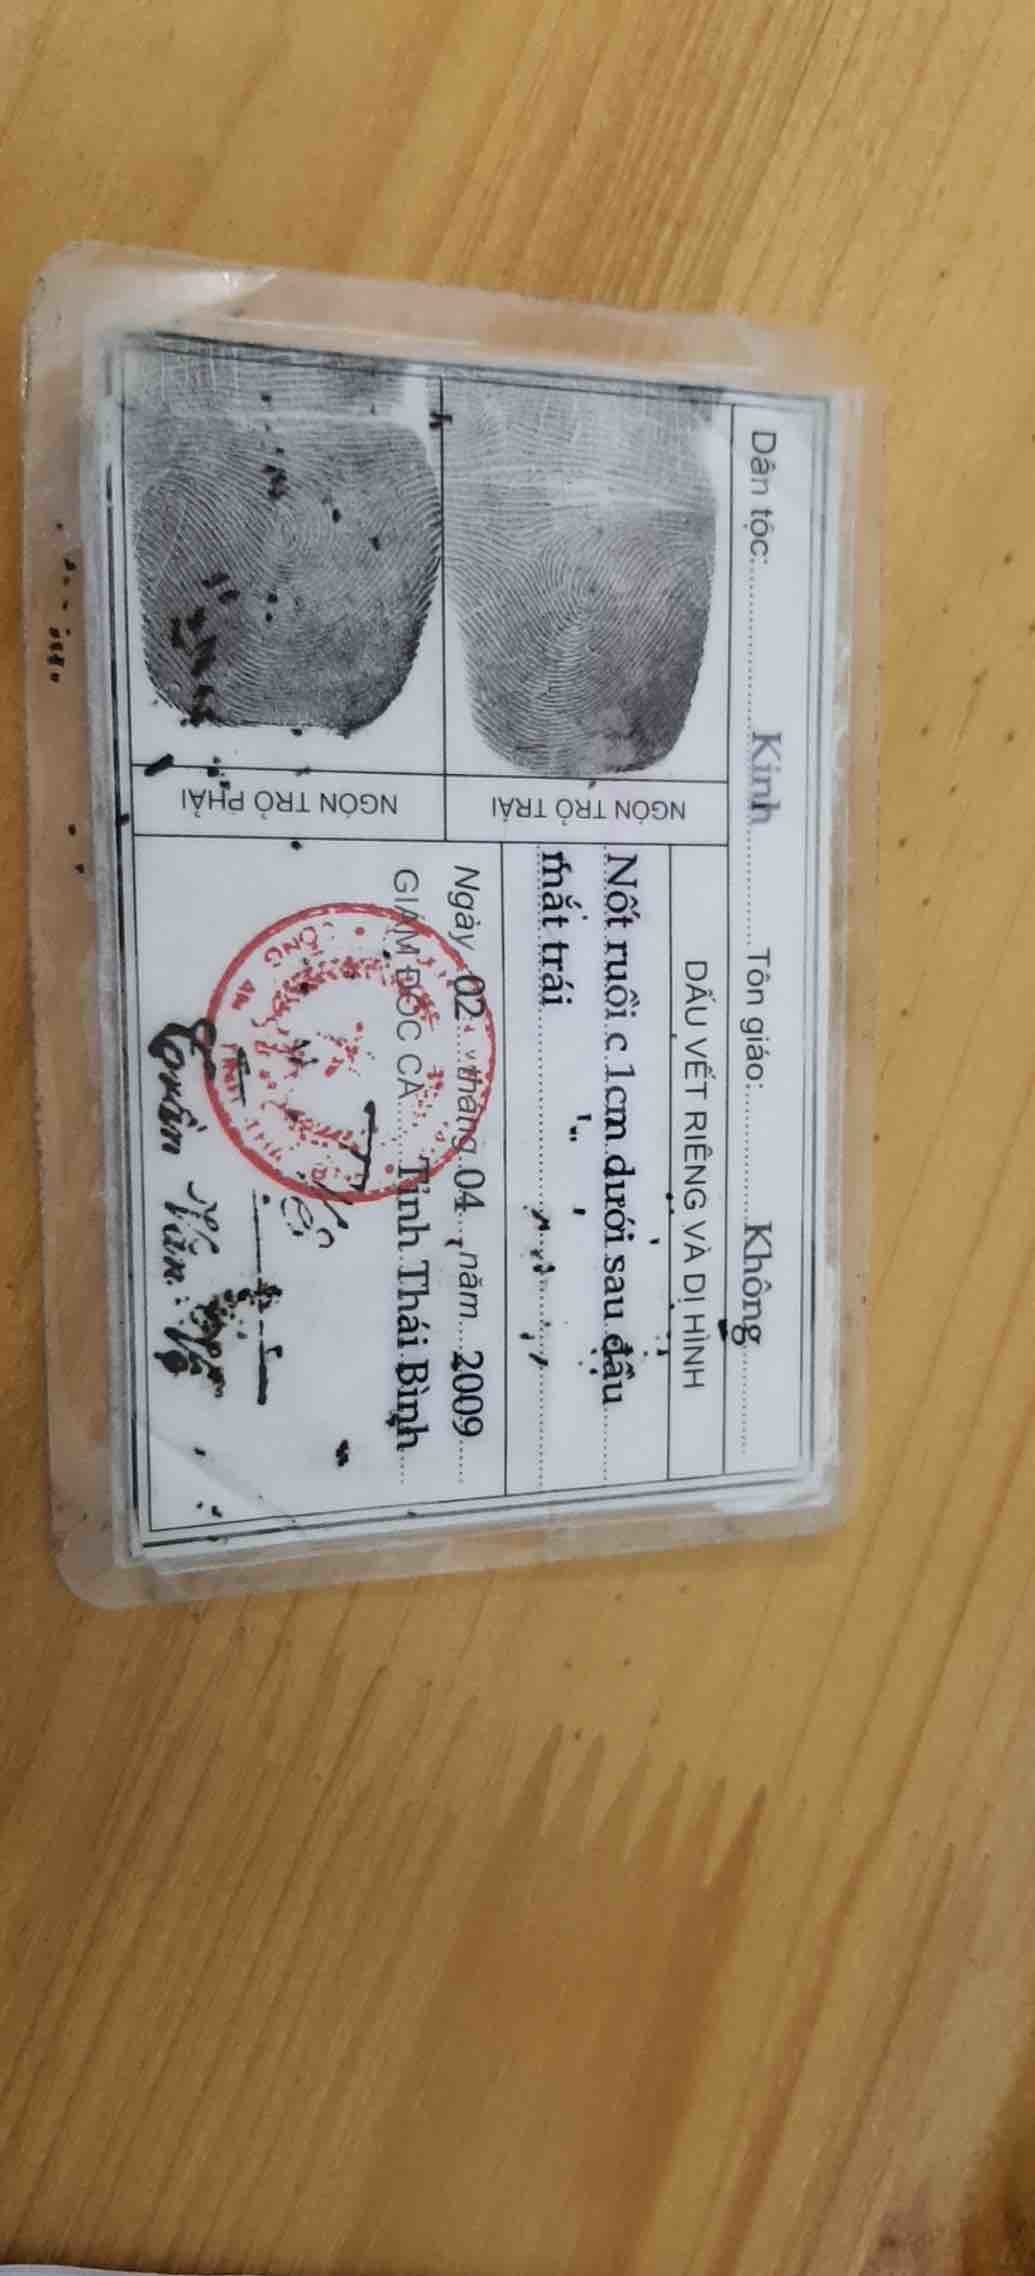 Dân tộc: Kinh Tôn giáo: Không
DẤU VẾT RIÊNG VÀ DỊ HÌNH
Nốt ruồi c 1cm dưới sau đầu
mắt trái
NGÓN TRỎ TRÁI
NGÓN TRỎ PHẢI
Ngày 02 tháng 04 năm 2009
GIÁM ĐỐC CA Tỉnh Thái Bình
Trần Văn